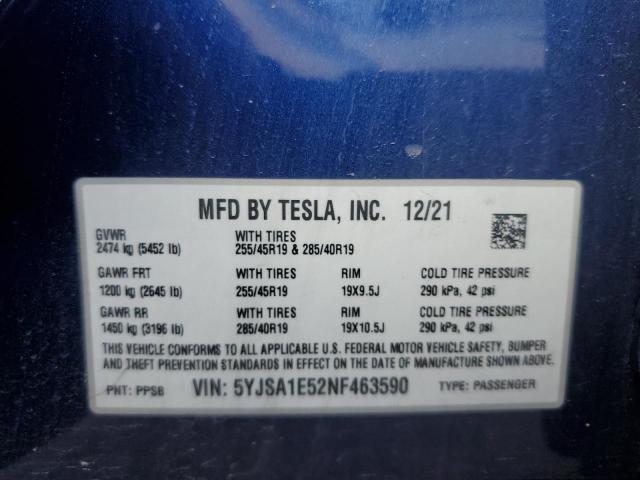 MFD BY TESLA, INC. 12/21
GVWR WITH TIRES
2474 kg (5452 lb) 255/45R19 & 285/40R19
GAWR FRT WITH TIRES RIM COLD TIRE PRESSURE
1200 kg (2645 lb) 255/45R19 19X9.5J 290 kPa, 42 psi
GAWR RR WITH TIRES RIM COLD TIRE PRESSURE
1450 kg (3196 lb) 285/40R19 19X10.5J 290 kPa, 42 psi
THIS VEHICLE CONFORMS TO ALL APPLICABLE U.S. FEDERAL MOTOR VEHICLE SAFETY, BUMPER
AND THEFT PREVENTION STANDARDS IN EFFECT ON THE DATE OF MANUFACTURE SHOWN ABOVE.
PNT: PPSB VIN: 5YJSA1E52NF463590 TYPE: PASSENGER